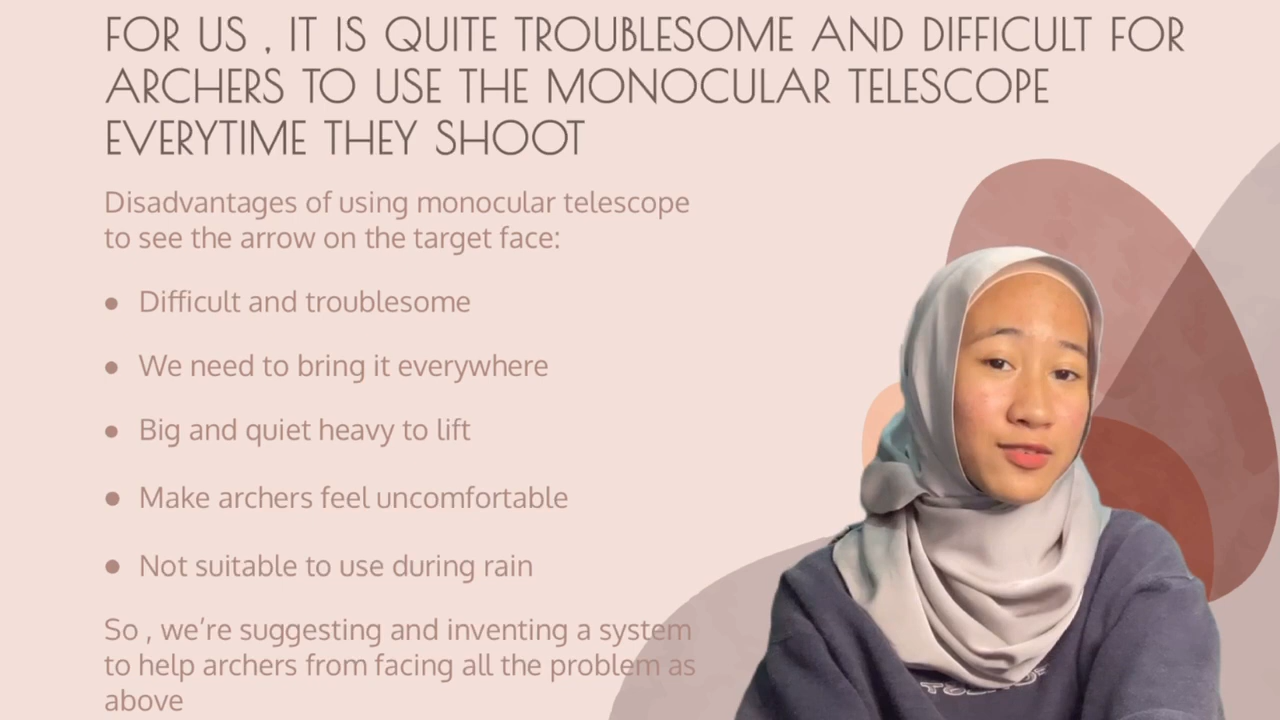 FOR US , IT IS QUITE TROUBLESOME AND DIFFICULT FOR
ARCHERS TO USE THE MONOCULAR TELESCOPE
EVERYTIME THEY SHOOT
Disadvantages of using monocular telescope
to see the arrow on the target face:
● Difficult and troublesome
● We need to bring it everywhere
● Big and quiet heavy to lift
● Make archers feel uncomfortable
● Not suitable to use during rain
So , we’re suggesting and inventing a system
to help archers from facing all the problem as
above